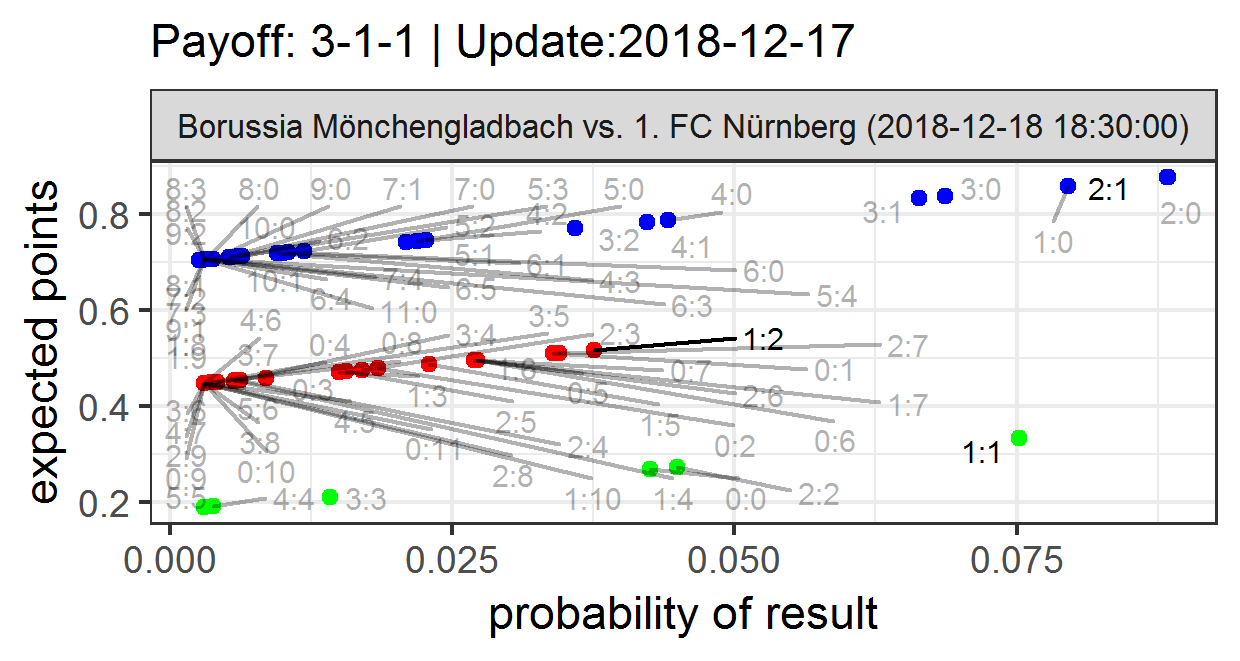 Payoff: 3-1-1 | Update:2018-12-17
Borussia Mönchengladbach vs. 1. FC Nürnberg (2018-12-18 18:30:00)
8:3 8:0 9:0 7:1 7:0 5:3 5:0 4:0 3:0 2:1
8:2 4:2 3:1 2:0
9:2 10:0 6:2 5:2 3:2 4:1 1:0
5:1 6:1 6:0
8:1 10:1 7:4 4:3
7:3 6:4 6:5 6:3 5:4
11:0
9:1 4:6 3:5 2:3
1:9 3:7 0:4 0:8 3:4 1:2 2:7
1:6 0:7 0:1
0:3 1:3 0:5 2:6 1:7
5:6 4:5 2:5 1:5
4:7 3:8 0:11 2:4 0:2 0:6 1:1
2:9
0:9 0:10 2:8
5:5 4:4 3:3 1:10 1:4 0:0 2:2
0.8
0.6
0.4
0.2
expected points
0.000 0.025 0.050 0.075
probability of result